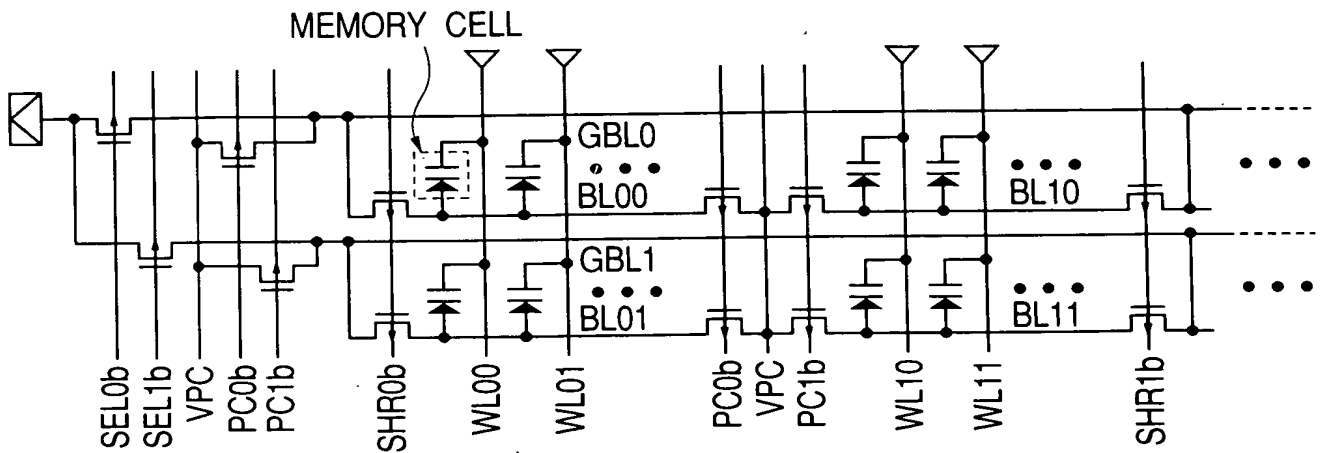 MEMORY CELL
GBL0
BL00
BL10
GBL1
BL01
BL11
SEL0b
SEL1b
VPC
PC0b
PC1b
SHR0b
WL00
WL01
PC0b
VPC
PC1b
WL10
WL11
SHR1b